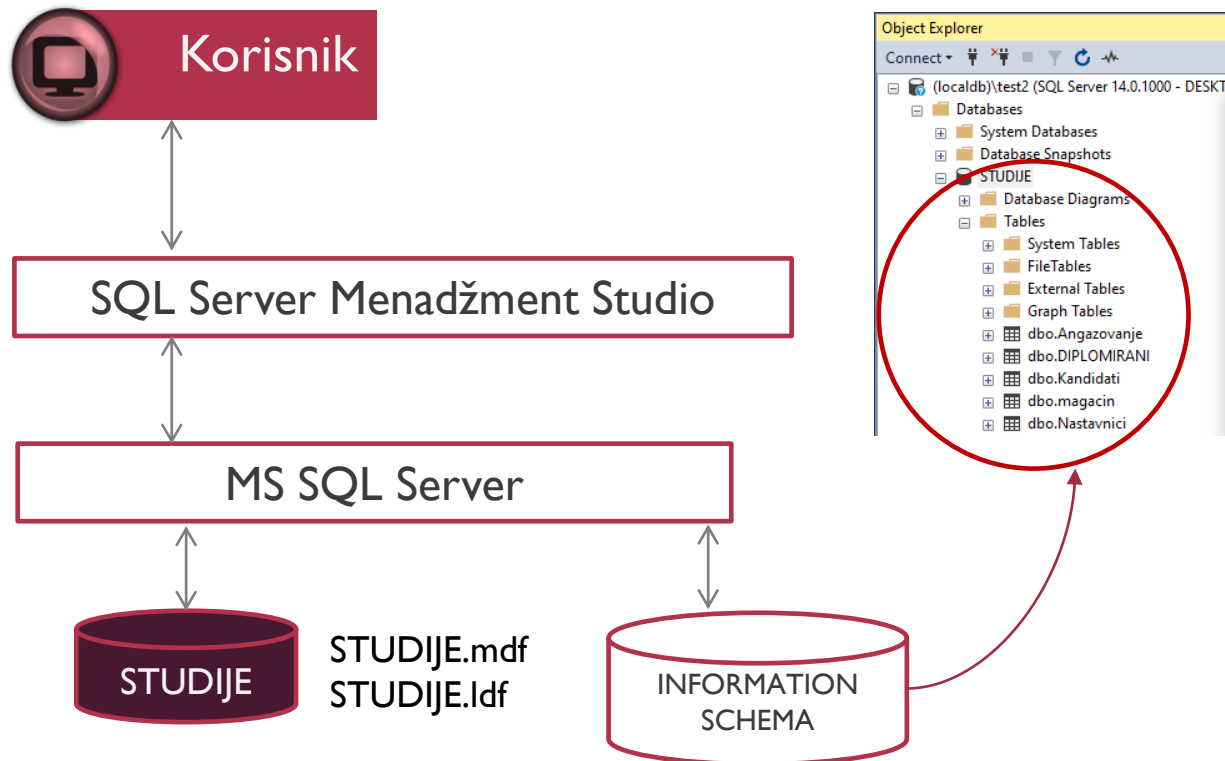 Korisnik
SQL Server Menadžment Studio
MS SQL Server
STUDIJE
STUDIJE.mdf
STUDIJE.ldf
INFORMATION
SCHEMA
Object Explorer
Connect
(localdb)\test2 (SQL Server 14.0.1000 - DESKT
Databases
System Databases
Database Snapshots
STUDIJE
Database Diagrams
Tables
System Tables
FileTables
External Tables
Graph Tables
dbo.Angazovanje
dbo.DIPLOMIRANI
dbo.Kandidati
dbo.magacin
dbo.Nastavnici